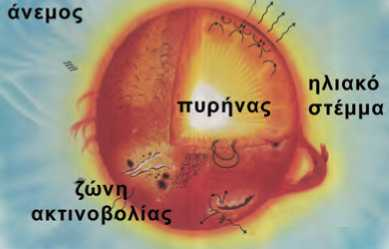 άνεμος
πυρήνας
ηλιακό
στέμμα
ζώνη
ακτινοβολίας